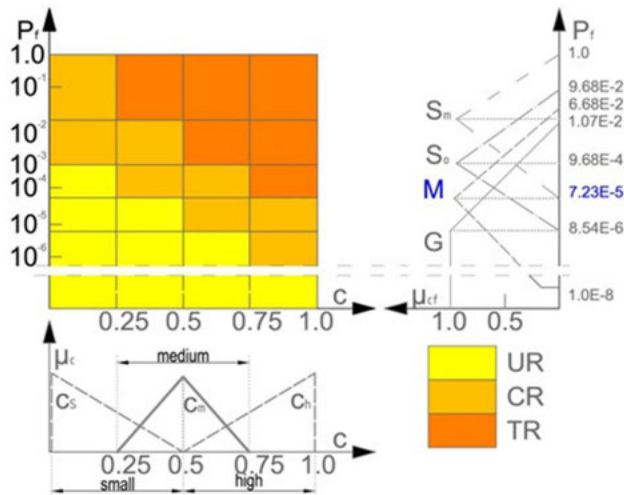 Pf
1.0
10⁻¹
10⁻²
10⁻³
10⁻⁴
10⁻⁵
10⁻⁶
0.25 0.5 0.75 1.0
c
Pf
1.0
9.68E-2
6.68E-2
1.07E-2
9.68E-4
7.23E-5
8.54E-6
1.0E-8
Sm
So
M
G
μcf
1.0 0.5
UR
CR
TR
μc
medium
cs
cm
ch
c
0.25 0.5 0.75 1.0
small
high